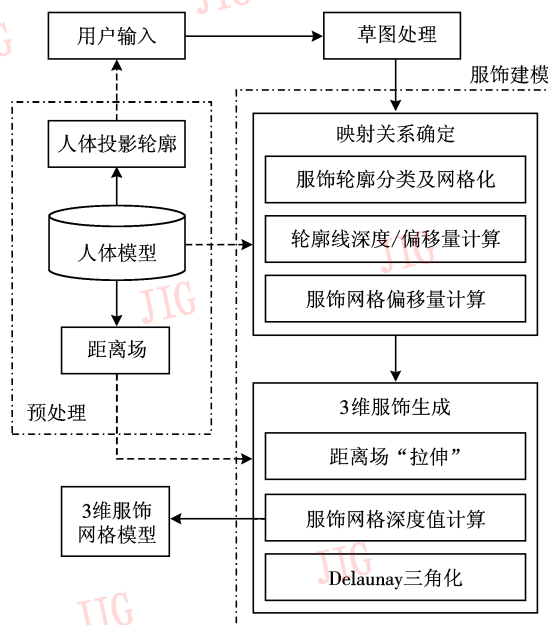 用户输入
草图处理
服饰建模
人体投影轮廓
映射关系确定
服饰轮廓分类及网格化
人体模型
轮廓线深度/偏移量计算
服饰网格偏移量计算
距离场
预处理
3维服饰生成
距离场“拉伸”
3维服饰
网格模型
服饰网格深度值计算
Delaunay三角化
JIG
JIG
JIG
JIG
JIG
JIG